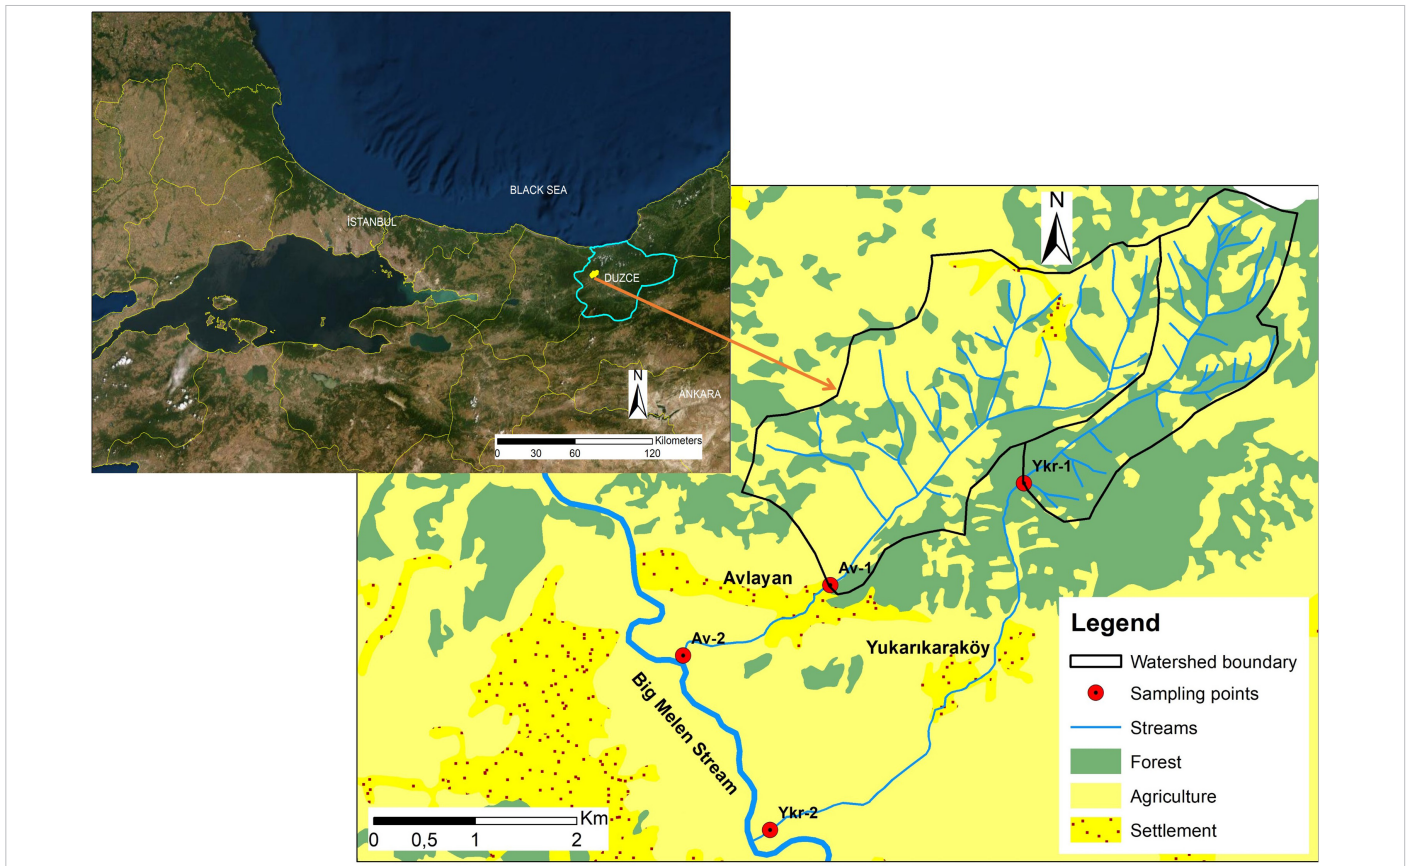 BLACK SEA
İSTANBUL
DUZCE
N
ANKARA
Kilometers
0 30 60 120
N
Ykr-1
Av-1
Avlayan
Av-2
Yukarıkaraköy
Big Melen Stream
Ykr-2
Km
0 0,5 1 2
Legend
Watershed boundary
Sampling points
Streams
Forest
Agriculture
Settlement